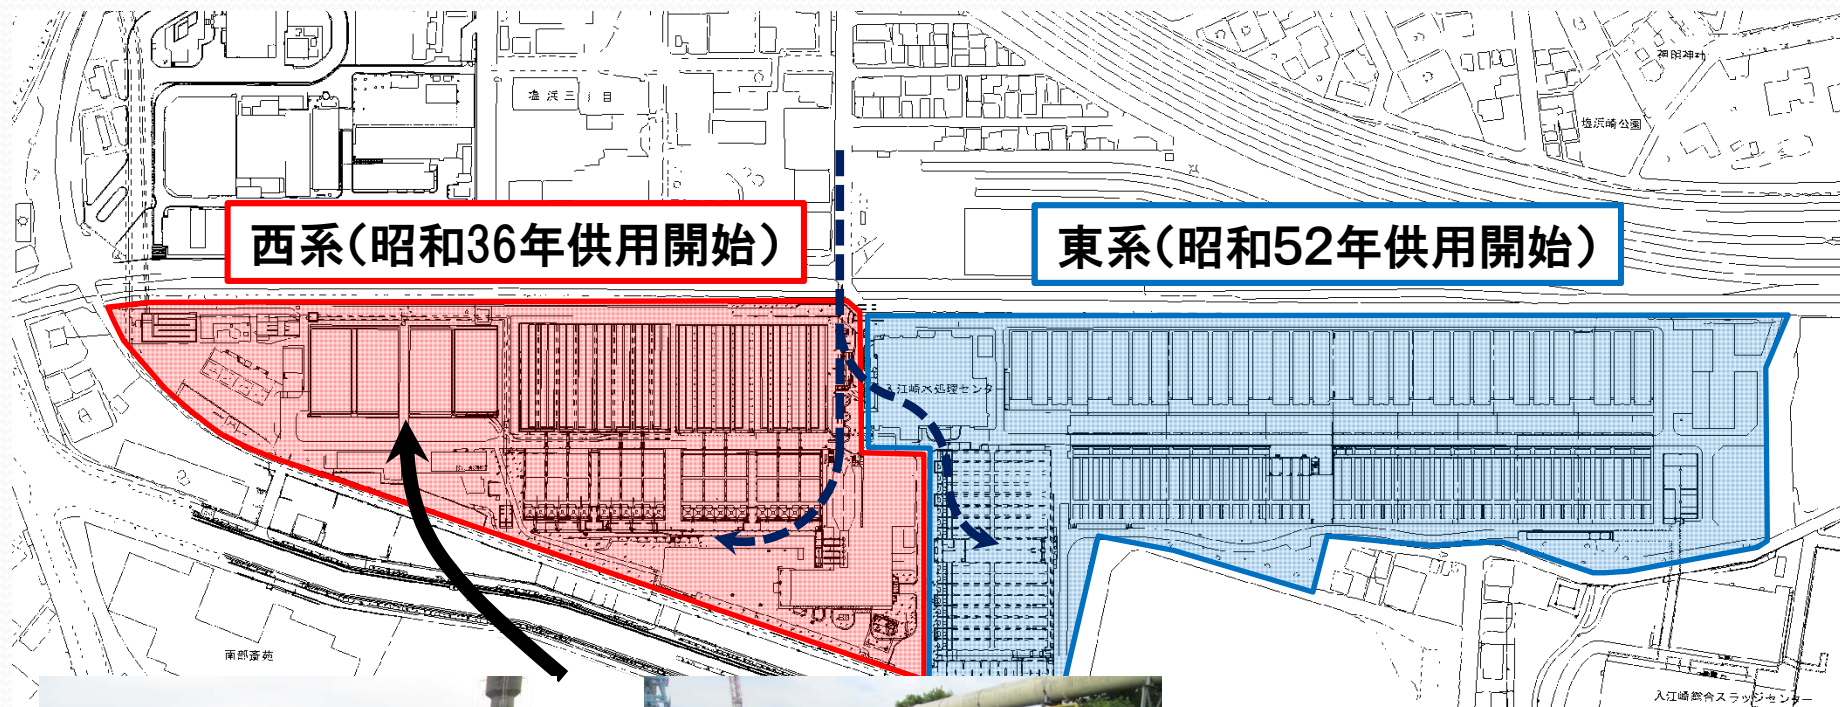 神明神社
塩浜三丁目
塩浜崎公園
西系(昭和36年供用開始)
東系(昭和52年供用開始)
入江崎水処理センター
南部斎苑
入江崎総合スラッジセンター